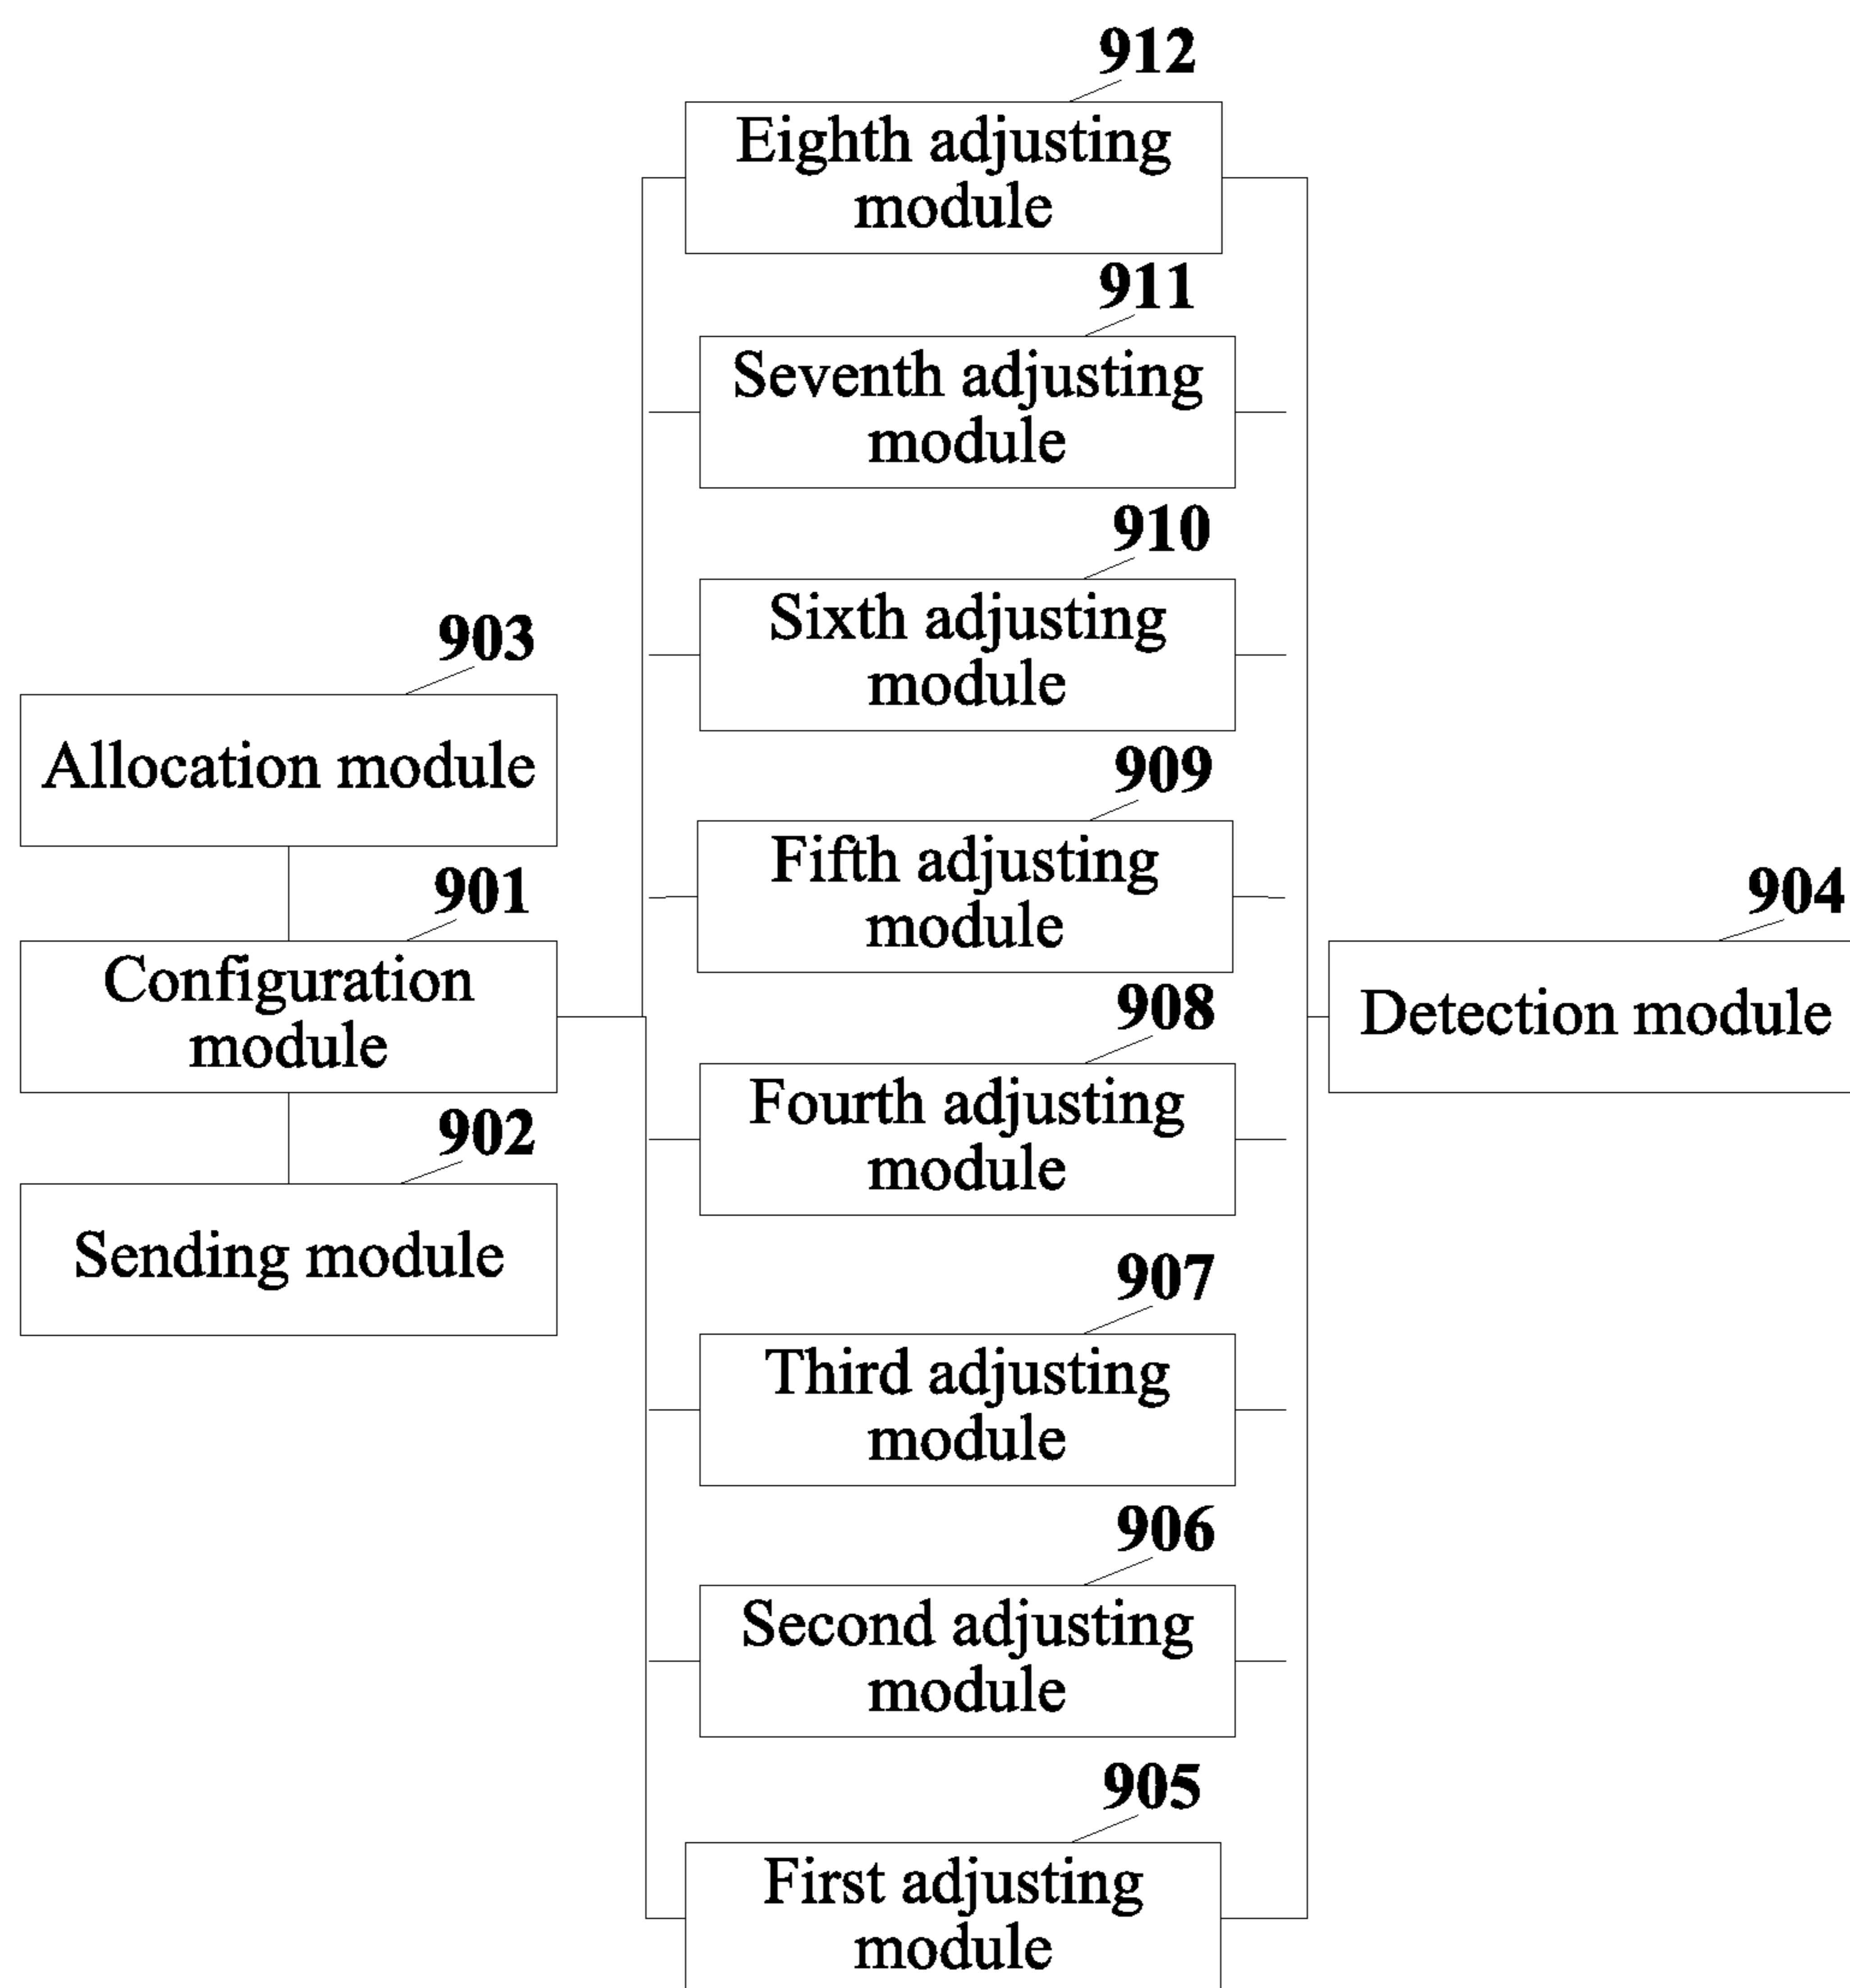 912
Eighth adjusting
module
911
Seventh adjusting
module
910
Sixth adjusting
module
903
Allocation module
909
Fifth adjusting
module
901
Configuration
module
904
Detection module
908
Fourth adjusting
module
902
Sending module
907
Third adjusting
module
906
Second adjusting
module
905
First adjusting
module